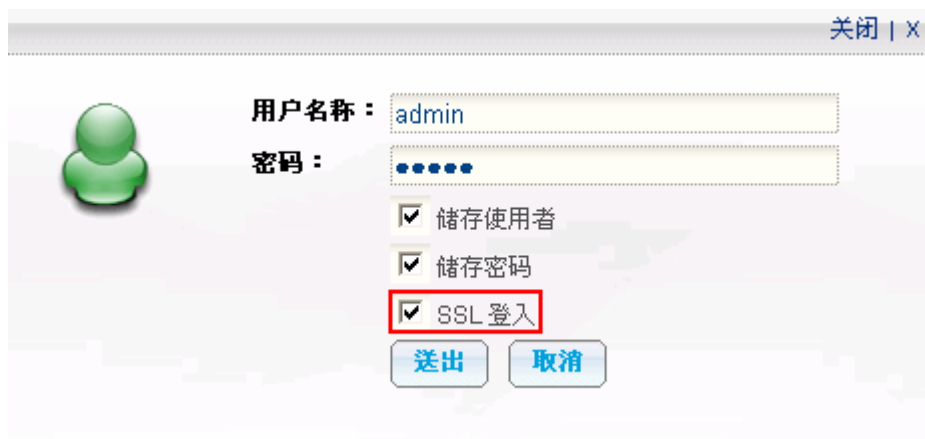 关闭 | X
用户名称： admin
密码： •••••
储存使用者
储存密码
SSL 登入
送出 取消